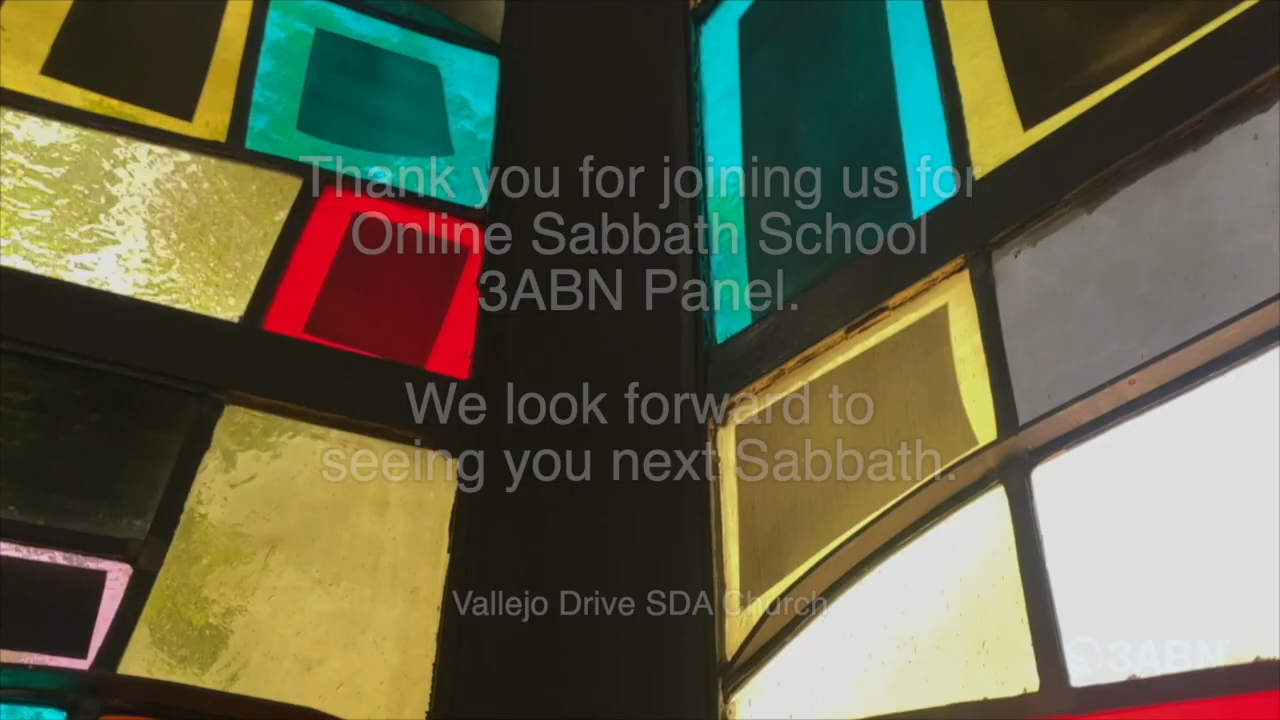 Thank you for joining us for
Online Sabbath School
3ABN Panel.
We look forward to
seeing you next Sabbath.
Vallejo Drive SDA Church
3ABN